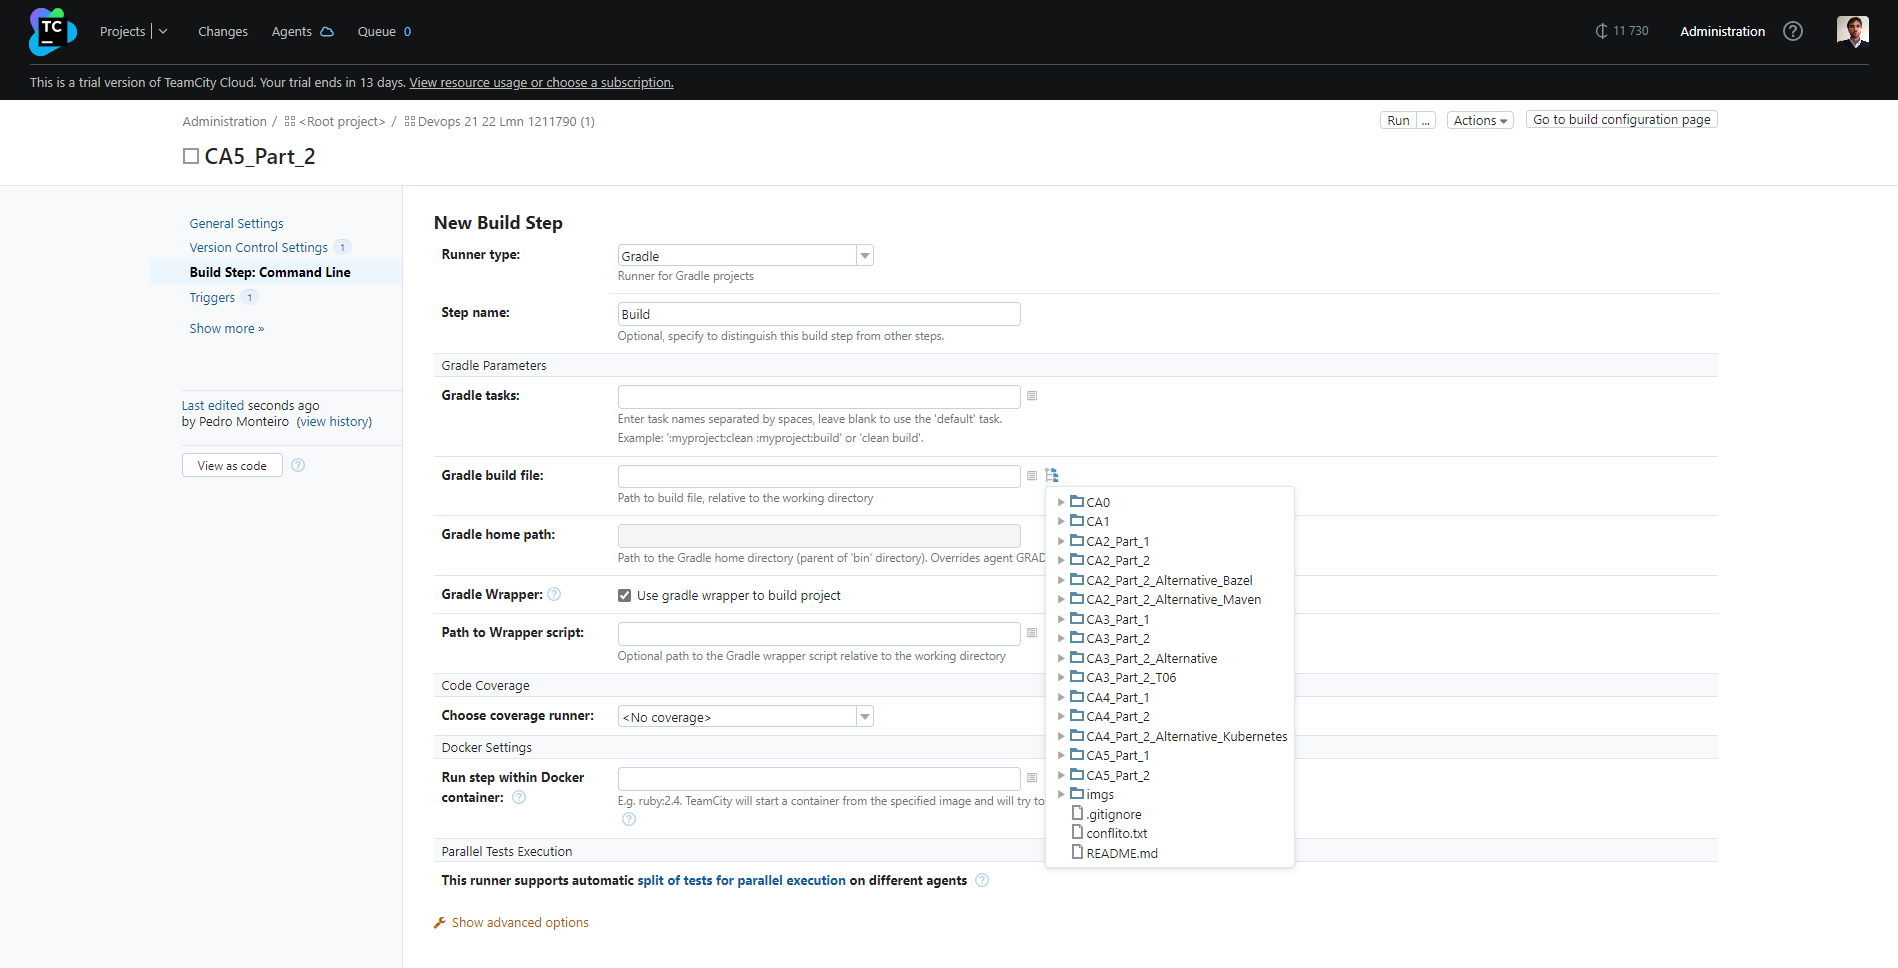 TC
Projects
Changes
Agents
Queue 0
11 730
Administration
?
This is a trial version of TeamCity Cloud. Your trial ends in 13 days. View resource usage or choose a subscription.
Administration / <Root project> / Devops 21 22 Lmn 1211790 (1)
Run ...
Actions
Go to build configuration page
CA5_Part_2
General Settings
Version Control Settings 1
Build Step: Command Line
Triggers 1
Show more »
Last edited seconds ago
by Pedro Monteiro (view history)
View as code ?
New Build Step
Runner type: Gradle
Runner for Gradle projects
Step name: Build
Optional, specify to distinguish this build step from other steps.
Gradle Parameters
Gradle tasks:
Enter task names separated by spaces, leave blank to use the 'default' task.
Example: ':myproject:clean :myproject:build' or 'clean build'.
Gradle build file:
Path to build file, relative to the working directory
Gradle home path:
Path to the Gradle home directory (parent of 'bin' directory). Overrides agent GRAD
Gradle Wrapper: ? Use gradle wrapper to build project
Path to Wrapper script:
Optional path to the Gradle wrapper script relative to the working directory
Code Coverage
Choose coverage runner: <No coverage>
Docker Settings
Run step within Docker
container: ?
E.g. ruby:2.4. TeamCity will start a container from the specified image and will try to
?
Parallel Tests Execution
This runner supports automatic split of tests for parallel execution on different agents ?
Show advanced options
CA0
CA1
CA2_Part_1
CA2_Part_2
CA2_Part_2_Alternative_Bazel
CA2_Part_2_Alternative_Maven
CA3_Part_1
CA3_Part_2
CA3_Part_2_Alternative
CA3_Part_2_T06
CA4_Part_1
CA4_Part_2
CA4_Part_2_Alternative_Kubernetes
CA5_Part_1
CA5_Part_2
imgs
.gitignore
conflito.txt
README.md